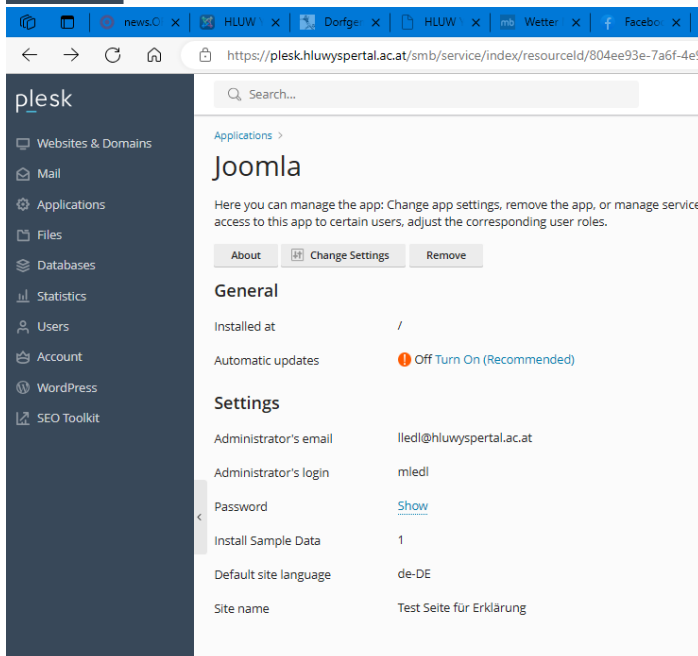 news.O
HLUW
Dorfger
HLUW
mb
Wetter
Faceboo
https://plesk.hluwyspertal.ac.at/smb/service/index/resourceId/804ee93e-7a6f-4e9
plesk
Search...
Websites & Domains
Mail
Applications
Files
Databases
Statistics
Users
Account
WordPress
SEO Toolkit
Applications >
Joomla
Here you can manage the app: Change app settings, remove the app, or manage service
access to this app to certain users, adjust the corresponding user roles.
About
Change Settings
Remove
General
Installed at /
Automatic updates Off Turn On (Recommended)
Settings
Administrator's email lledl@hluwyspertal.ac.at
Administrator's login mledl
Password Show
Install Sample Data 1
Default site language de-DE
Site name Test Seite für Erklärung